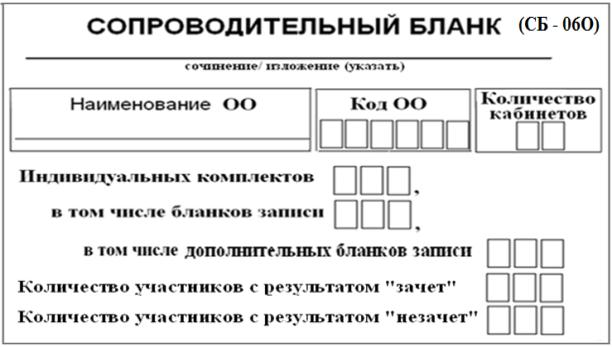 СОПРОВОДИТЕЛЬНЫЙ БЛАНК (СБ - 06О)
сочинение/ изложение (указать)
Наименование ОО
Код ОО
Количество
кабинетов
Индивидуальных комплектов ,
в том числе бланков записи ,
в том числе дополнительных бланков записи
Количество участников с результатом "зачет"
Количество участников с результатом "незачет"